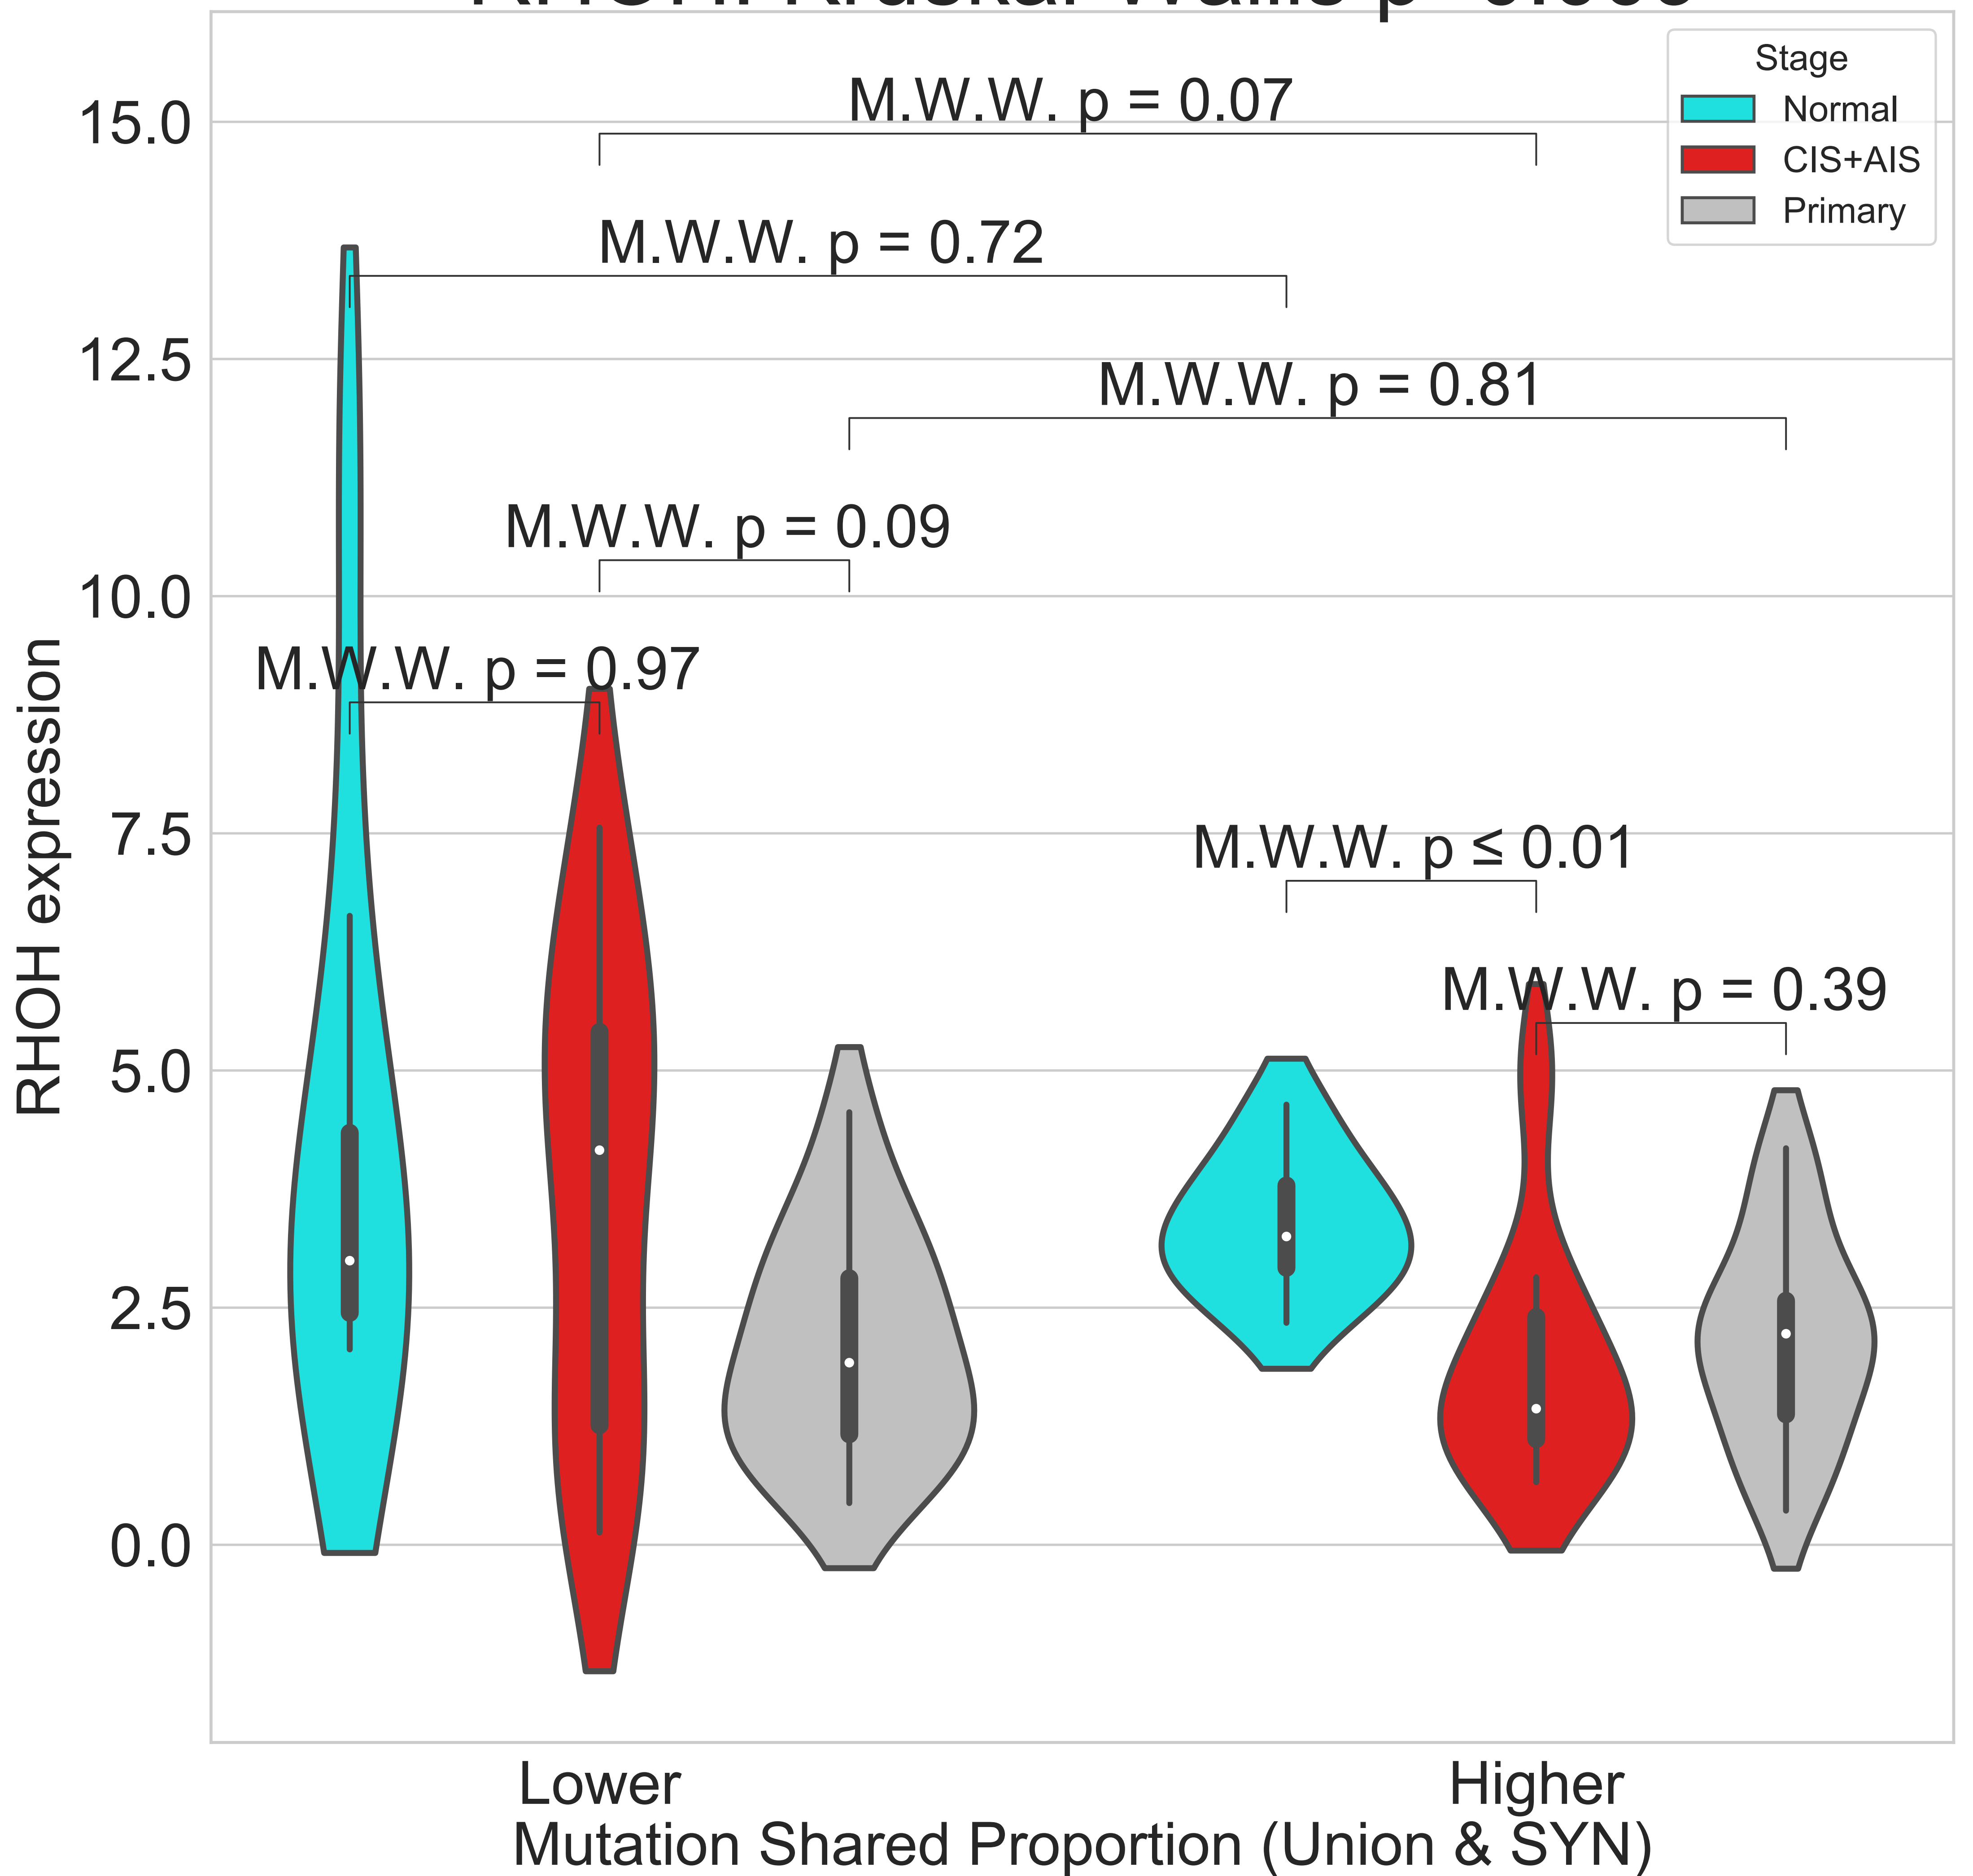 Stage
Normal
CIS+AIS
Primary
M.W.W. p = 0.07
M.W.W. p = 0.72
M.W.W. p = 0.81
M.W.W. p = 0.09
M.W.W. p = 0.97
M.W.W. p ≤ 0.01
M.W.W. p = 0.39
15.0
12.5
10.0
7.5
5.0
2.5
0.0
RHOH expression
Lower
Higher
Mutation Shared Proportion (Union & SYN)